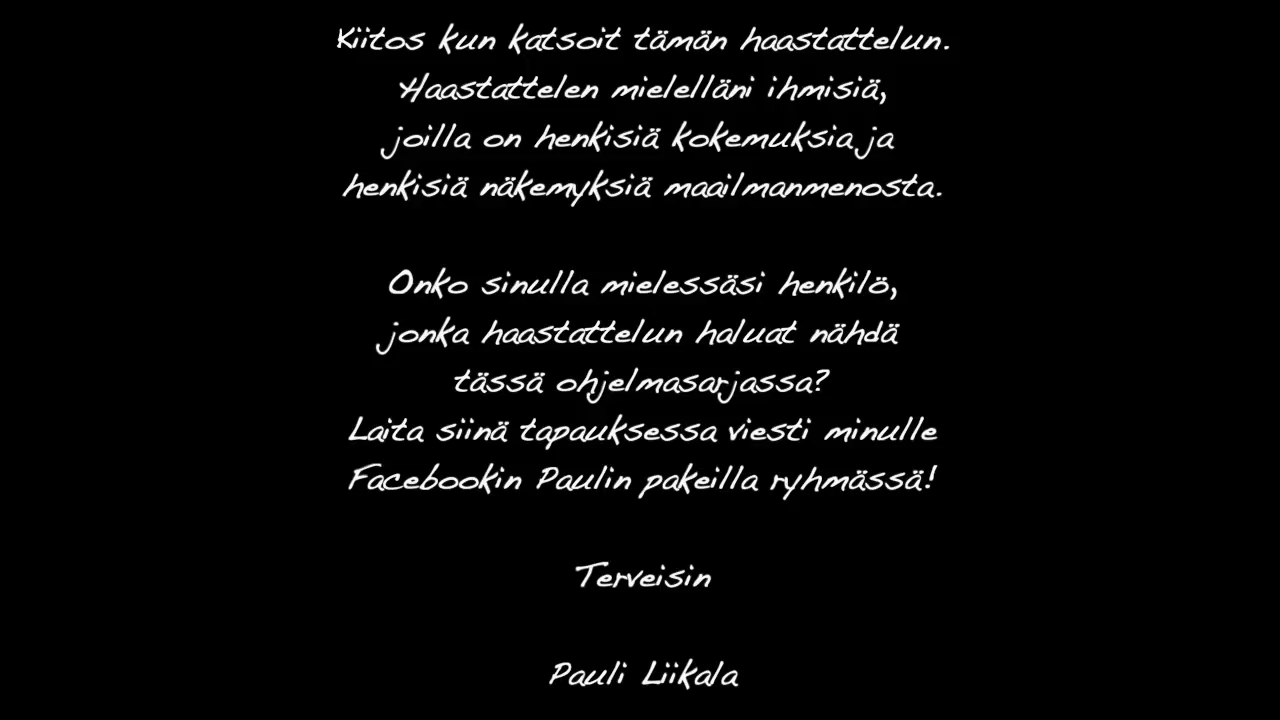 Kiitos kun katsoit tämän haastattelun.
Haastattelen mielelläni ihmisiä,
joilla on henkisiä kokemuksia ja
henkisiä näkemyksiä maailmanmenosta.
Onko sinulla mielessäsi henkilö,
jonka haastattelun haluat nähdä
tässä ohjelmasarjassa?
Laita siinä tapauksessa viesti minulle
Facebookin Paulin pakeilla ryhmässä!
Terveisin
Pauli Liikala